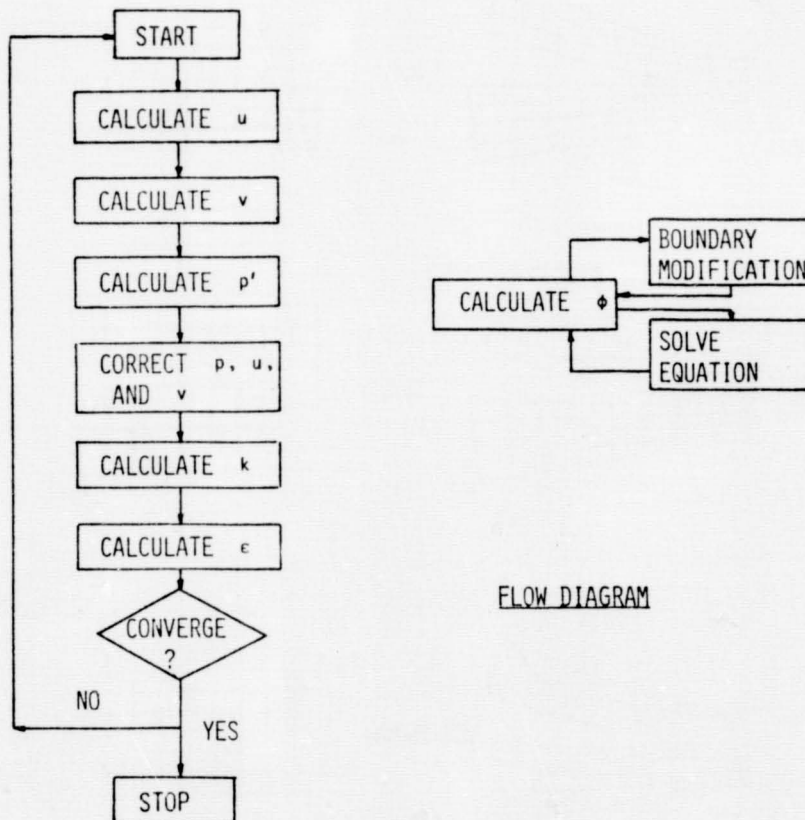 START
CALCULATE u
CALCULATE v
CALCULATE p'
CORRECT p, u,
AND v
CALCULATE k
CALCULATE ε
CONVERGE
?
NO
YES
STOP
BOUNDARY
MODIFICATION
CALCULATE ϕ
SOLVE
EQUATION
FLOW DIAGRAM